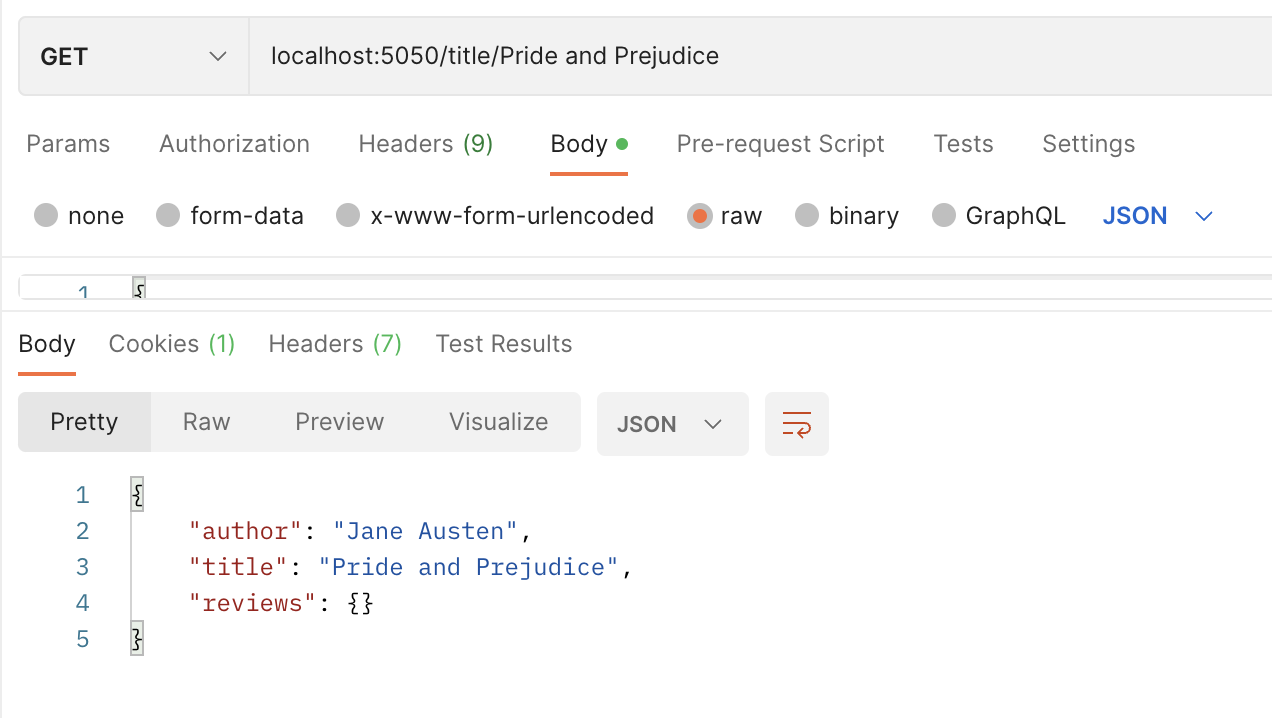 GET localhost:5050/title/Pride and Prejudice
Params Authorization Headers (9) Body Pre-request Script Tests Settings
none form-data x-www-form-urlencoded raw binary GraphQL JSON
1 {
Body Cookies (1) Headers (7) Test Results
Pretty Raw Preview Visualize JSON
1 {
2 "author": "Jane Austen",
3 "title": "Pride and Prejudice",
4 "reviews": {}
5 }